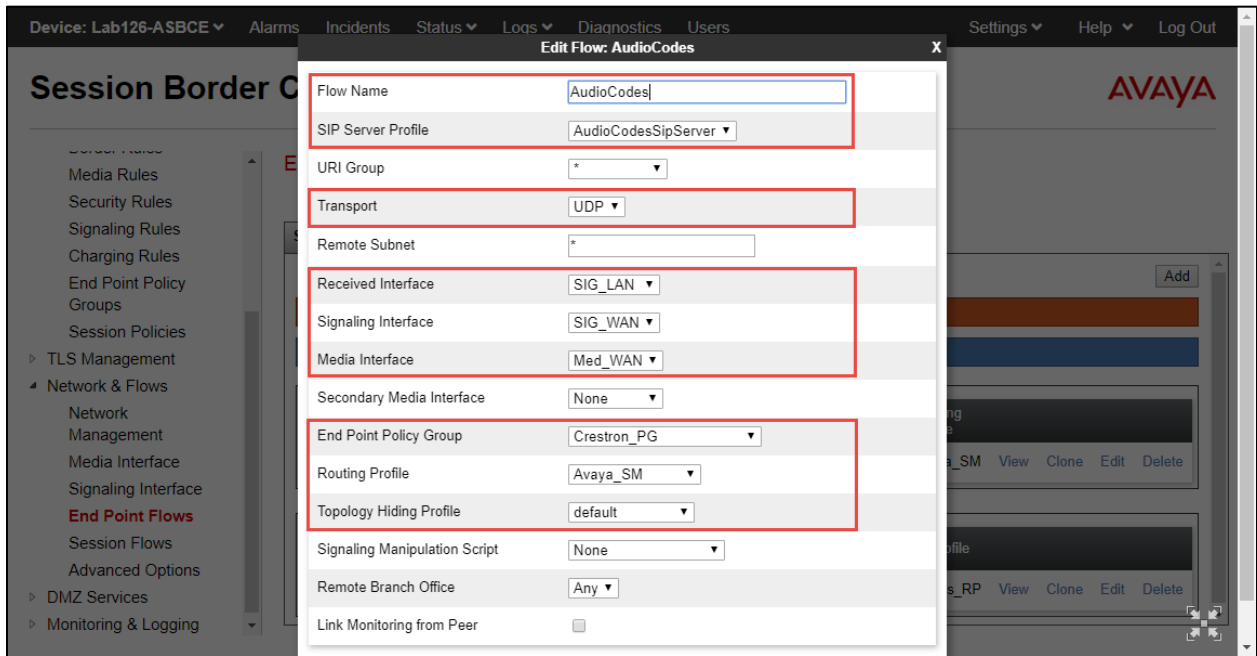 Device: Lab126-ASBCE Alarms Incidents Status Logs Diagnostics Users Settings Help Log Out
Edit Flow: AudioCodes X
Session Border C
AVAYA
Media Rules
Security Rules
Signaling Rules
Charging Rules
End Point Policy
Groups
Session Policies
TLS Management
Network & Flows
Network
Management
Media Interface
Signaling Interface
End Point Flows
Session Flows
Advanced Options
DMZ Services
Monitoring & Logging
E
Flow Name AudioCodes
SIP Server Profile AudioCodesSipServer
URI Group *
Transport UDP
Remote Subnet *
Received Interface SIG_LAN
Signaling Interface SIG_WAN
Media Interface Med_WAN
Secondary Media Interface None
End Point Policy Group Crestron_PG
Routing Profile Avaya_SM
Topology Hiding Profile default
Signaling Manipulation Script None
Remote Branch Office Any
Link Monitoring from Peer
Add
ng
e
a_SM View Clone Edit Delete
ofile
s_RP View Clone Edit Delete